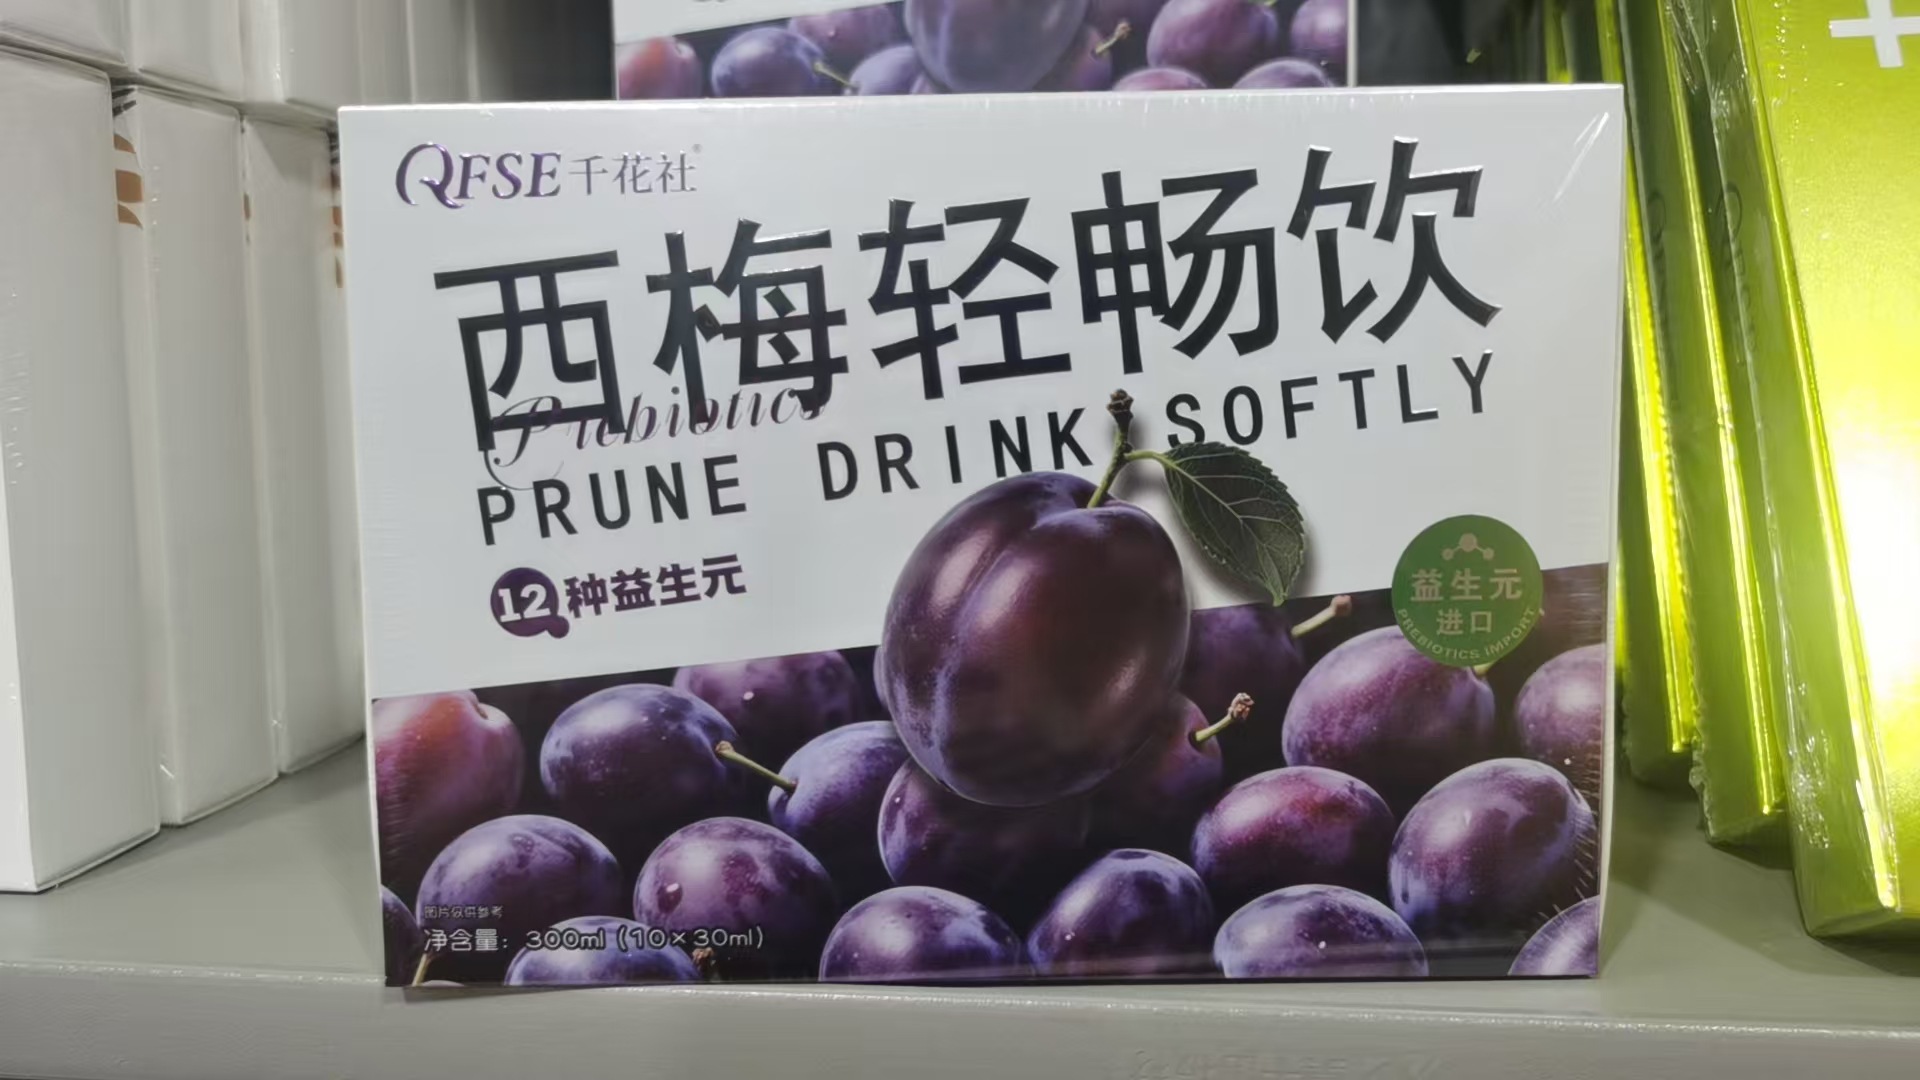 QFSE千花社®
西梅轻畅饮
Prebiotics
PRUNE DRINK SOFTLY
12种益生元
益生元
进口
PREBIOTICS IMPORT
图片仅供参考
净含量：300ml（10×30ml）